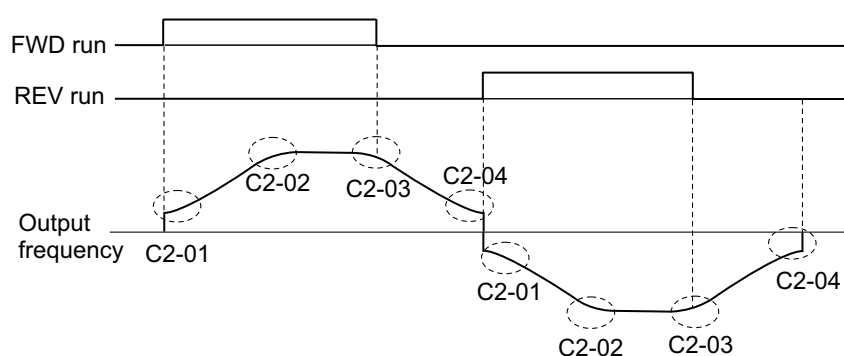 FWD run
REV run
C2-02
C2-03
C2-04
Output
frequency
C2-01
C2-01
C2-04
C2-02
C2-03